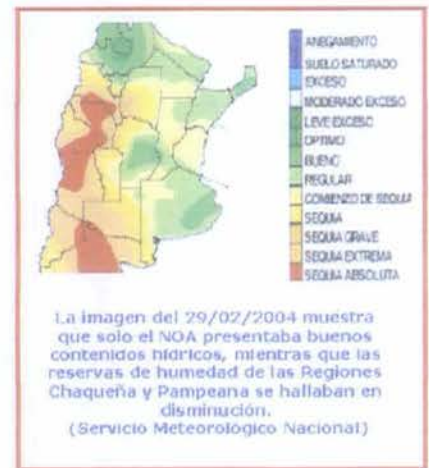 ANEGAMIENTO
SUELO SATURADO
EXCESO
MODERADO EXCESO
LEVE EXCESO
OPTIMO
BUENO
REGULAR
COMIENZO DE SEQUIA
SEQUIA
SEQUIA GRAVE
SEQUIA EXTREMA
SEQUIA ABSOLUTA
La imagen del 29/02/2004 muestra
que solo el NOA presentaba buenos
contenidos hídricos, mientras que las
reservas de humedad de las Regiones
Chaqueña y Pampeana se hallaban en
disminución.
(Servicio Meteorológico Nacional)